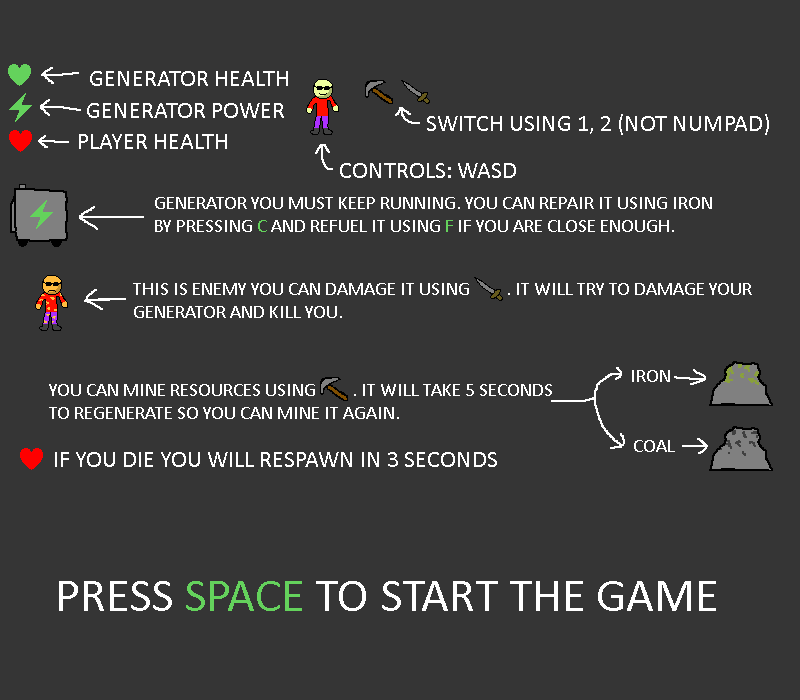 GENERATOR HEALTH
GENERATOR POWER
PLAYER HEALTH
SWITCH USING 1, 2 (NOT NUMPAD)
CONTROLS: WASD
GENERATOR YOU MUST KEEP RUNNING. YOU CAN REPAIR IT USING IRON
BY PRESSING C AND REFUEL IT USING F IF YOU ARE CLOSE ENOUGH.
THIS IS ENEMY YOU CAN DAMAGE IT USING . IT WILL TRY TO DAMAGE YOUR
GENERATOR AND KILL YOU.
YOU CAN MINE RESOURCES USING . IT WILL TAKE 5 SECONDS
TO REGENERATE SO YOU CAN MINE IT AGAIN.
IRON
COAL
IF YOU DIE YOU WILL RESPAWN IN 3 SECONDS
PRESS SPACE TO START THE GAME